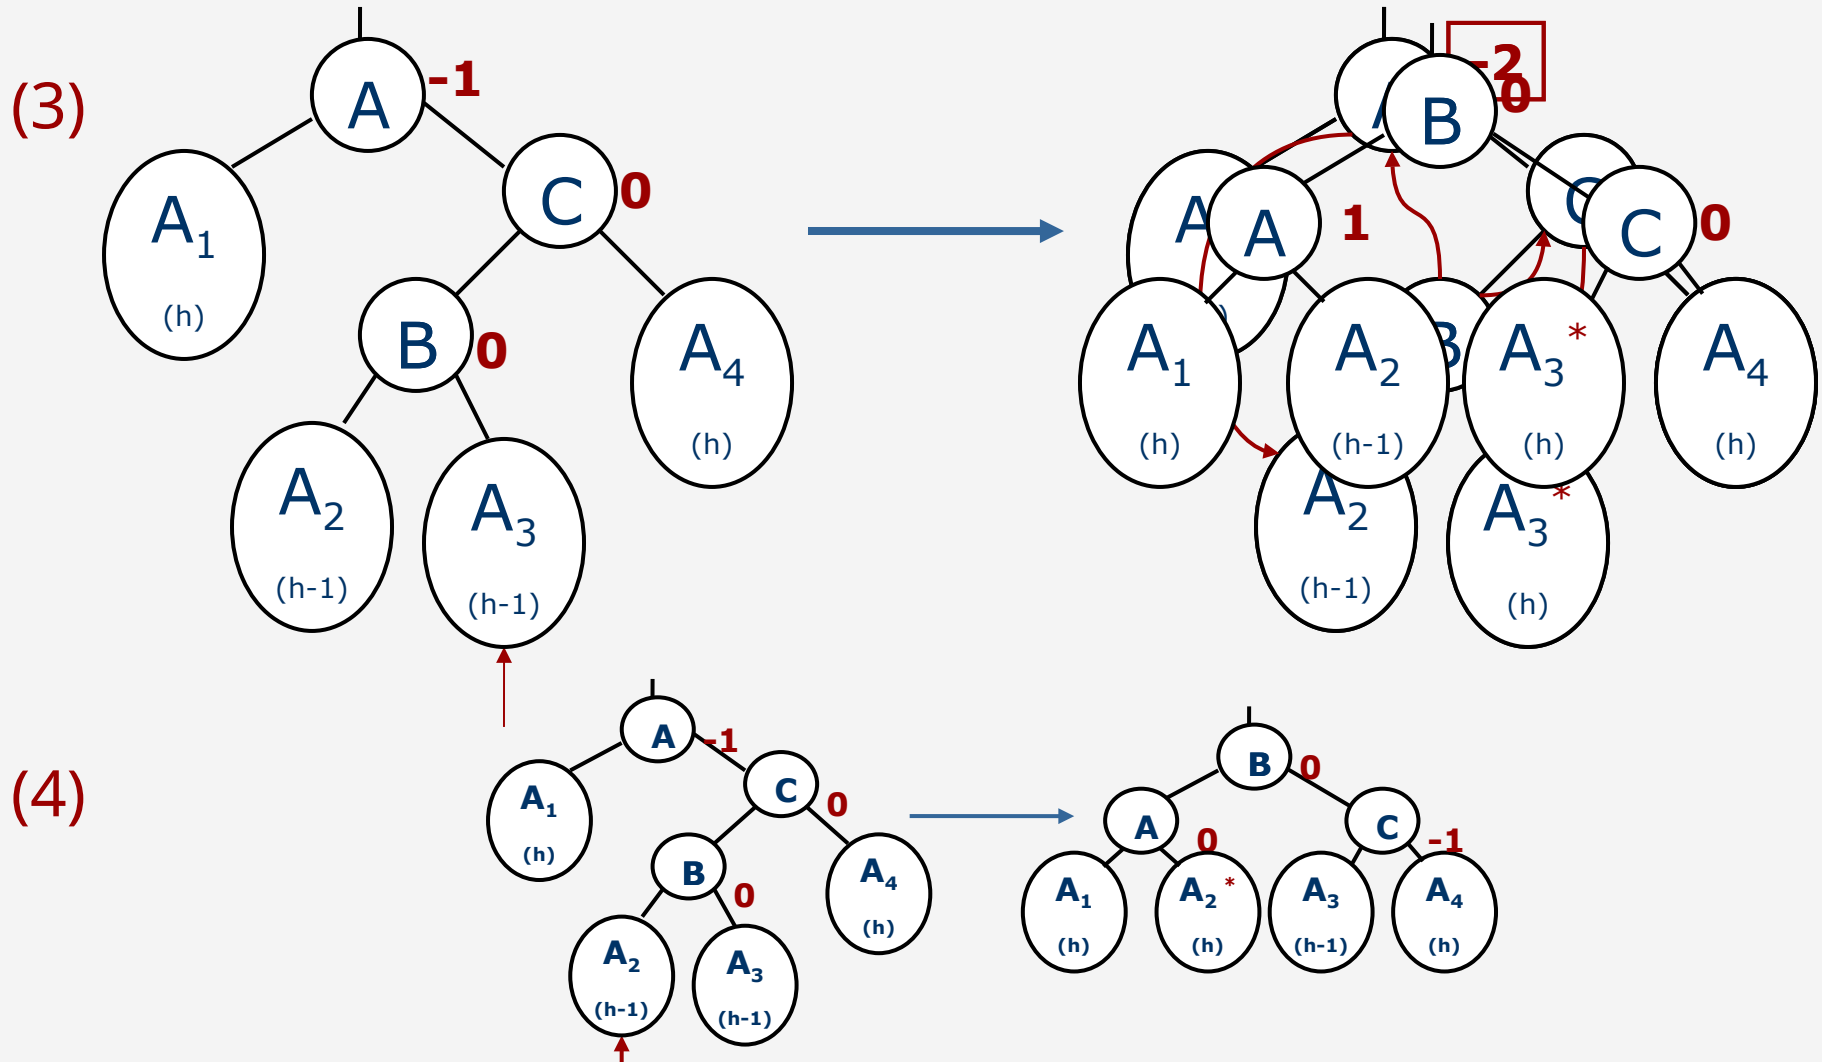 (3)
A -1
C 0
A1
(h)
B 0
A4
(h)
A2
(h-1)
A3
(h-1)
-2
B 0
A 1
C 0
A1
(h)
A2
(h-1)
A3 *
(h)
A4
(h)
A2
(h-1)
A3 *
(h)
(4)
A -1
C 0
A1
(h)
B 0
A4
(h)
A2
(h-1)
A3
(h-1)
B 0
A 0
C -1
A1
(h)
A2 *
(h)
A3
(h-1)
A4
(h)